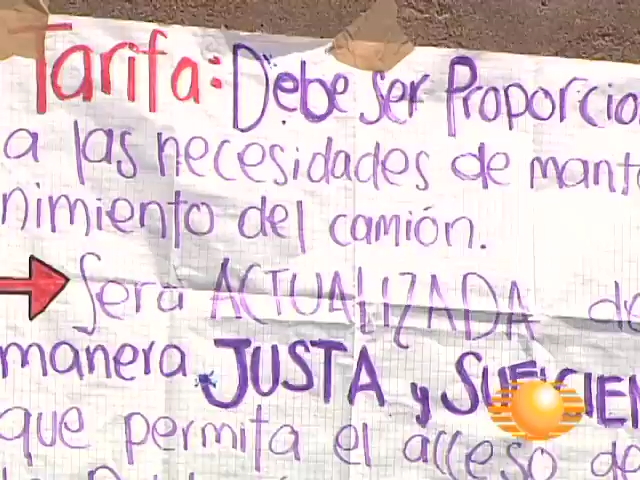 Tarifa: Debe ser Proporcio
a las necesidades de mant
nimiento del camión.
Sera ACTUALIZADA de
manera JUSTA y SUFICIEN
que permita el acceso de